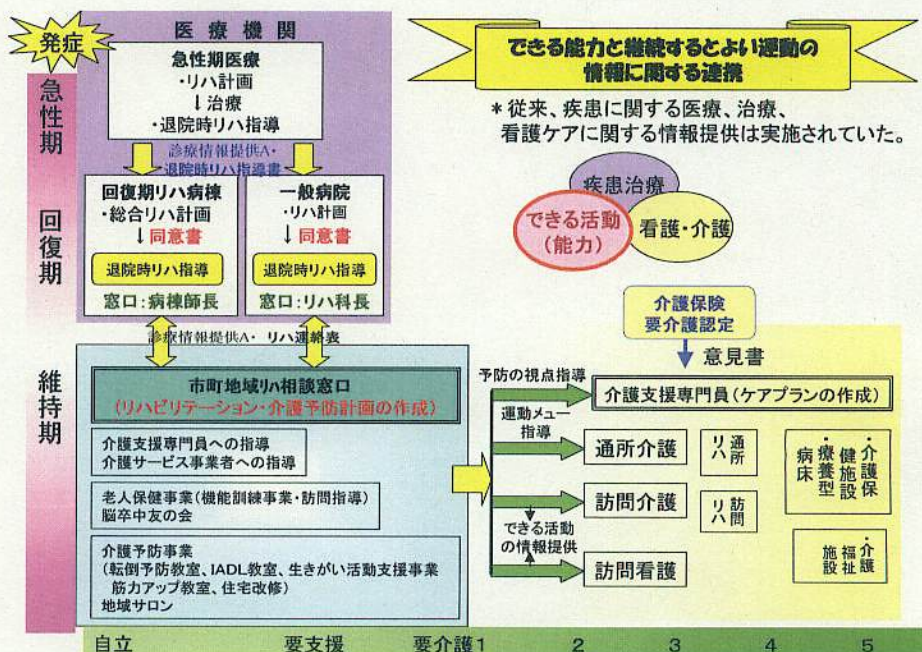 発症
医療機関
急性期医療
・リハ計画
↓治療
・退院時リハ指導
診療情報提供A・
退院時リハ指導書
回復期リハ病棟
・総合リハ計画
↓同意書
退院時リハ指導
窓口：病棟師長
一般病院
・リハ計画
↓同意書
退院時リハ指導
窓口：リハ科長
診療情報提供A・リハ連絡表
急性期
回復期
維持期
できる能力と継続するとよい運動の
情報に関する連携
＊従来、疾患に関する医療、治療、
看護ケアに関する情報提供は実施されていた。
疾患治療
できる活動
（能力）
看護・介護
介護保険
要介護認定
意見書
市町地域リハ相談窓口
（リハビリテーション・介護予防計画の作成）
介護支援専門員への指導
介護サービス事業者への指導
老人保健事業（機能訓練事業・訪問指導）
脳卒中友の会
介護予防事業
（転倒予防教室、IADL教室、生きがい活動支援事業
筋力アップ教室、住宅改修）
地域サロン
予防の視点指導
介護支援専門員（ケアプランの作成）
運動メュー
指導
通所介護
訪問介護
できる活動
の情報提供
訪問看護
通所
リハ
訪問
リハ
・介護保
健施設
・療養型
病床
・介護
福祉
施設
自立 要支援 要介護1 2 3 4 5